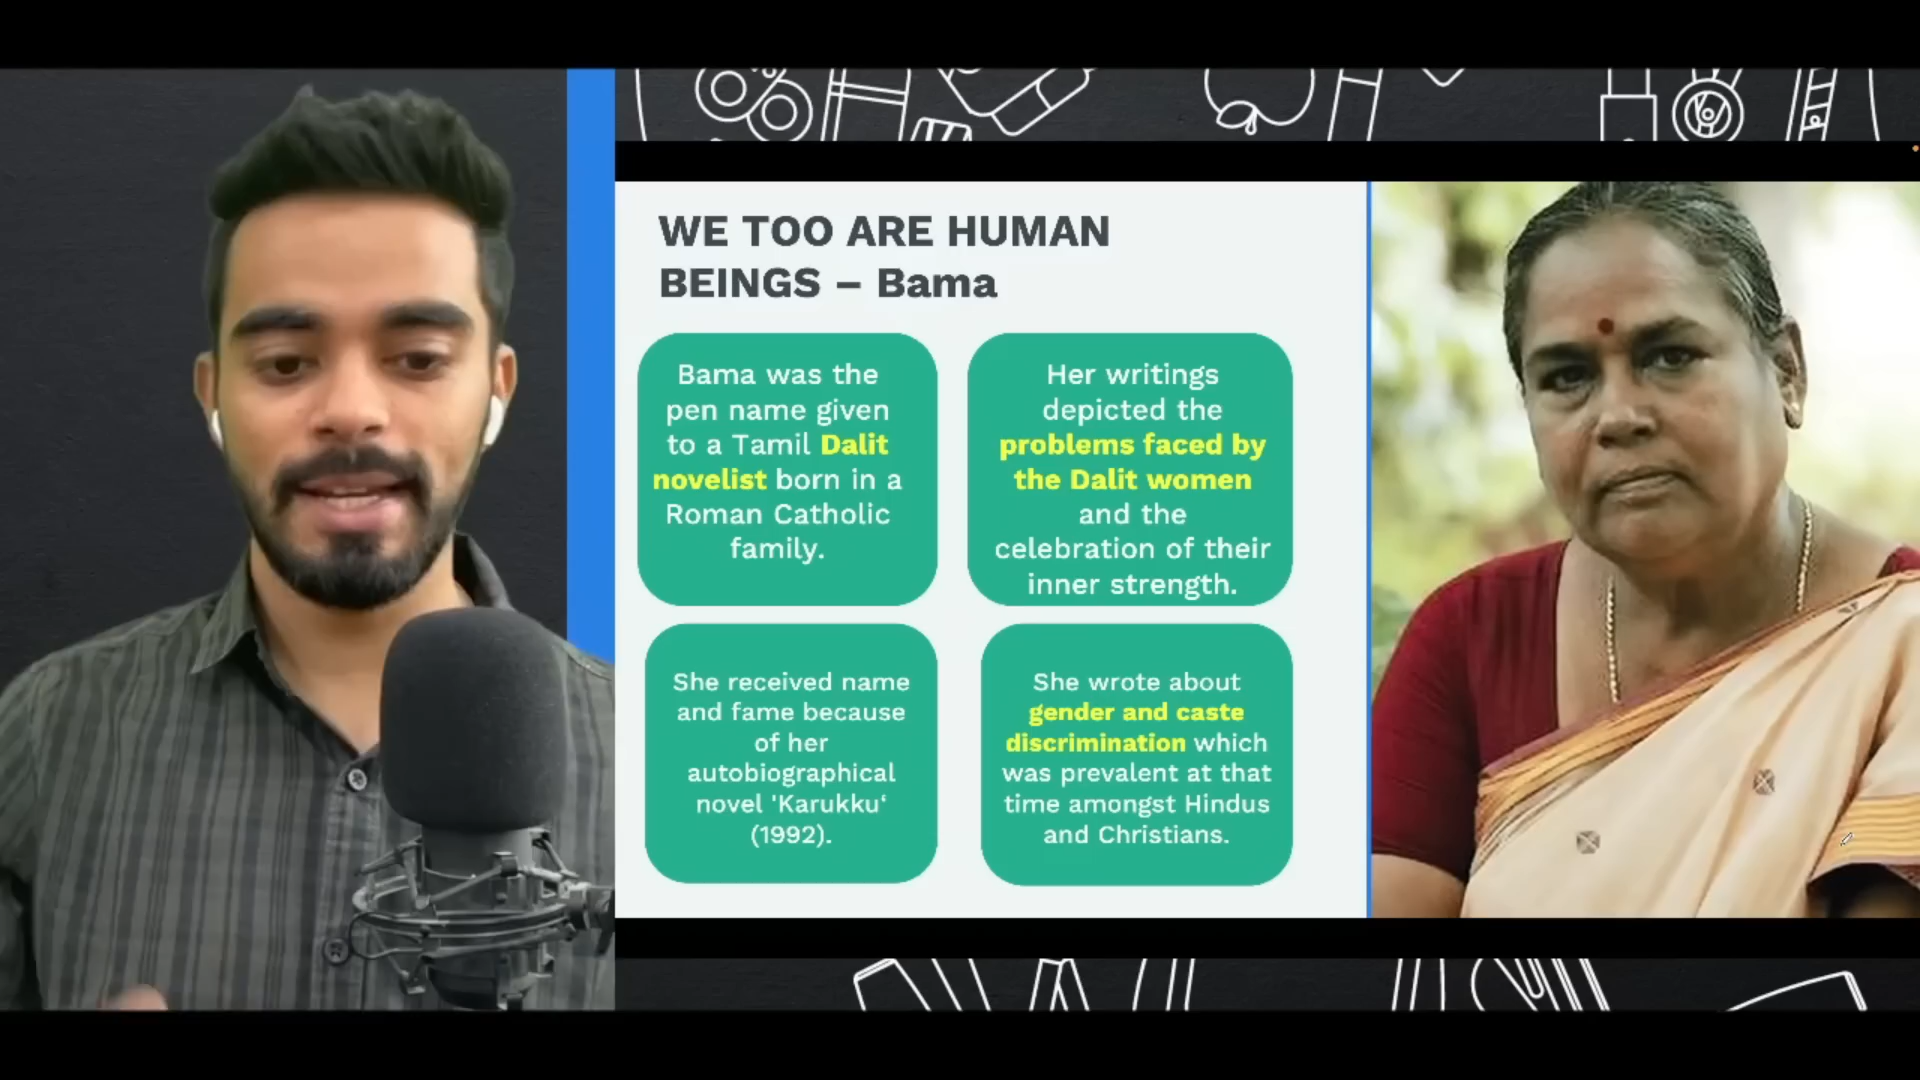 WE TOO ARE HUMAN
BEINGS – Bama
Bama was the
pen name given
to a Tamil Dalit
novelist born in a
Roman Catholic
family.
Her writings
depicted the
problems faced by
the Dalit women
and the
celebration of their
inner strength.
She received name
and fame because
of her
autobiographical
novel 'Karukku‘
(1992).
She wrote about
gender and caste
discrimination which
was prevalent at that
time amongst Hindus
and Christians.